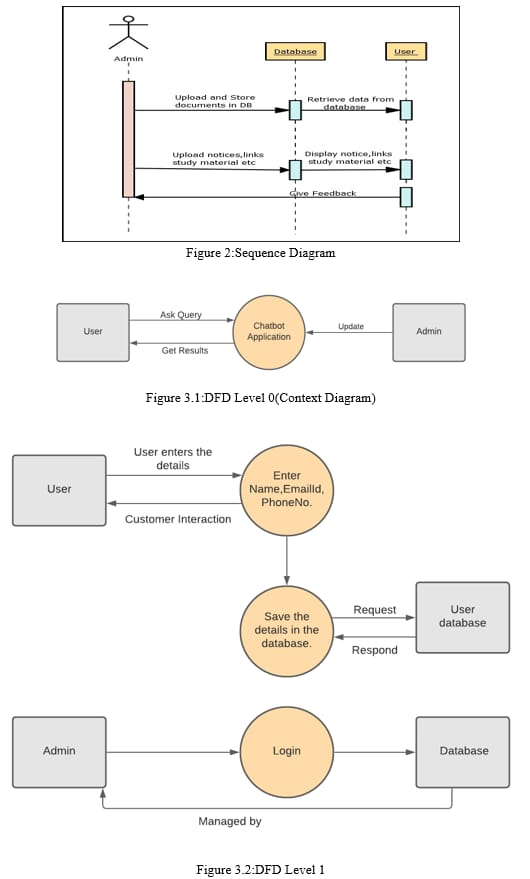 Admin
Database
User
Upload and Store
documents in DB
Retrieve data from
database
Upload notices,links
study material etc
Display notice,links
study material etc
Give Feedback
Figure 2:Sequence Diagram
User
Ask Query
Get Results
Chatbot
Application
Update
Admin
Figure 3.1:DFD Level 0(Context Diagram)
User
User enters the
details
Customer Interaction
Enter
Name,EmailId,
PhoneNo.
Save the
details in the
database.
Request
Respond
User
database
Admin
Login
Database
Managed by
Figure 3.2:DFD Level 1